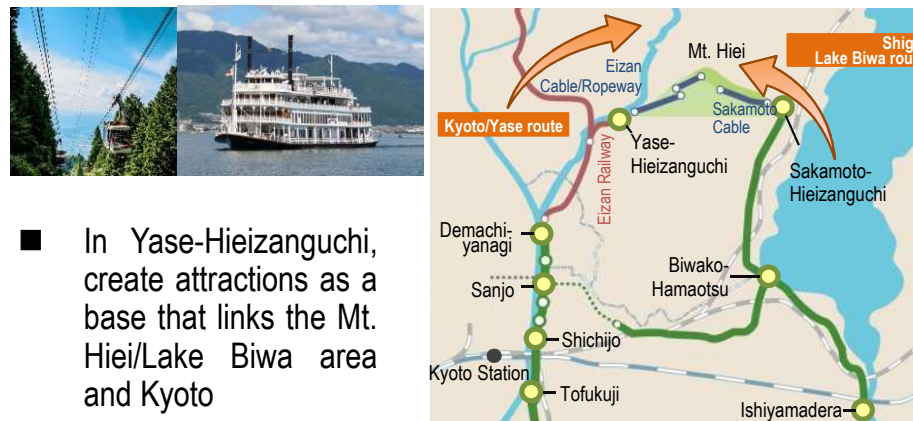 ■ In Yase-Hieizanguchi,
create attractions as a
base that links the Mt.
Hiei/Lake Biwa area
and Kyoto
Mt. Hiei
Shig
Lake Biwa rou
Eizan
Cable/Ropeway
Kyoto/Yase route
Sakamoto
Cable
Yase-
Hieizanguchi
Sakamoto-
Hieizanguchi
Eizan Railway
Demachi-
yanagi
Sanjo
Biwako-
Hamaotsu
Shichijo
Kyoto Station
Tofukuji
Ishiyamadera